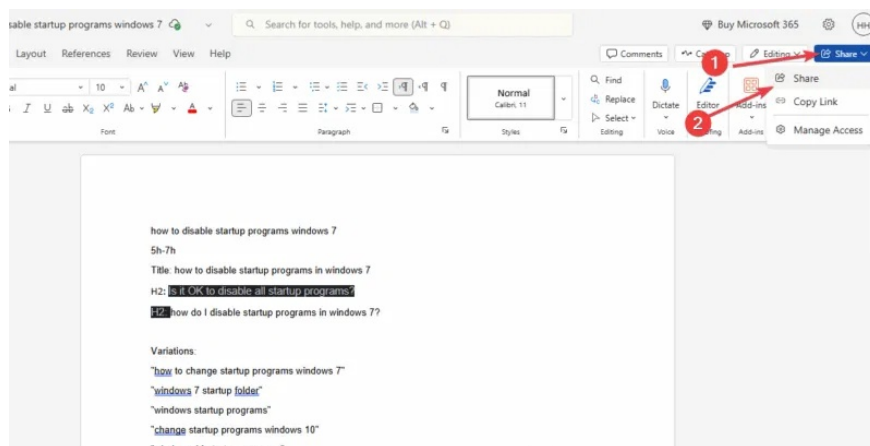 sable startup programs windows 7
Search for tools, help, and more (Alt + Q)
Buy Microsoft 365
HH
Layout References Review View Help
Comments
Editing
Share
1
al
10
Normal
Calibri, 11
Find
Replace
Select
Dictate
Editor
Add-ins
Share
Copy Link
Manage Access
2
Font
Paragraph
Styles
Editing
Voice
Add-ins
how to disable startup programs windows 7
5h-7h
Title: how to disable startup programs in windows 7
H2: Is it OK to disable all startup programs?
H2: how do I disable startup programs in windows 7?
Variations:
"how to change startup programs windows 7"
"windows 7 startup folder"
"windows startup programs"
"change startup programs windows 10"